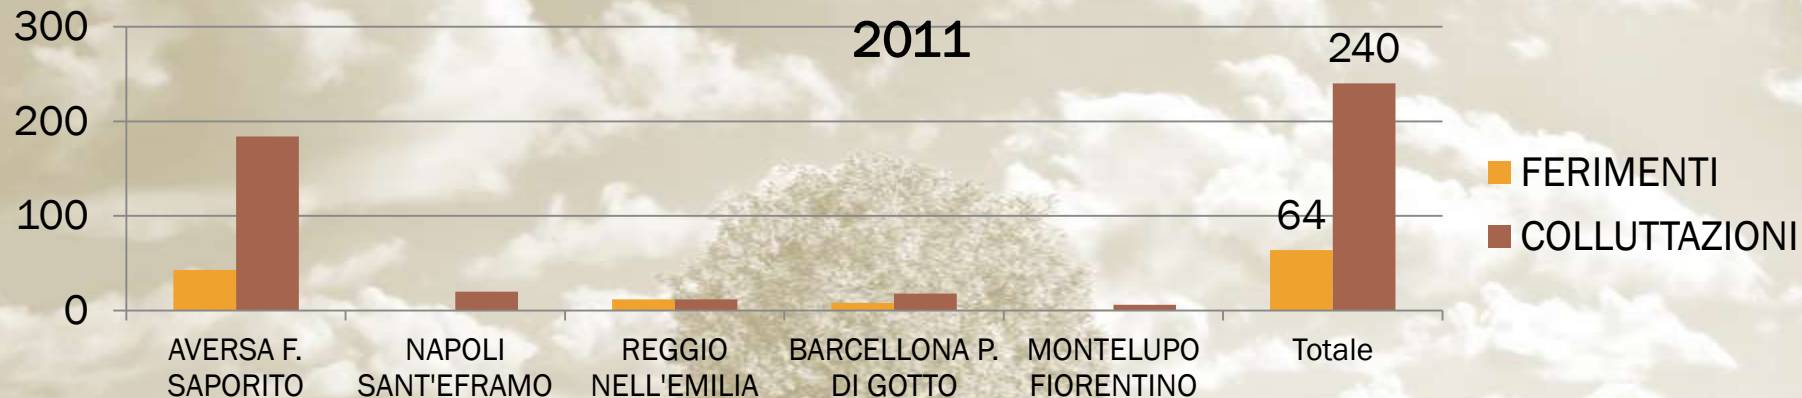 2011
300
200
100
0
64
240
AVERSA F.
SAPORITO
NAPOLI
SANT'EFRAMO
REGGIO
NELL'EMILIA
BARCELLONA P.
DI GOTTO
MONTELUPO
FIORENTINO
Totale
FERIMENTI
COLLUTTAZIONI